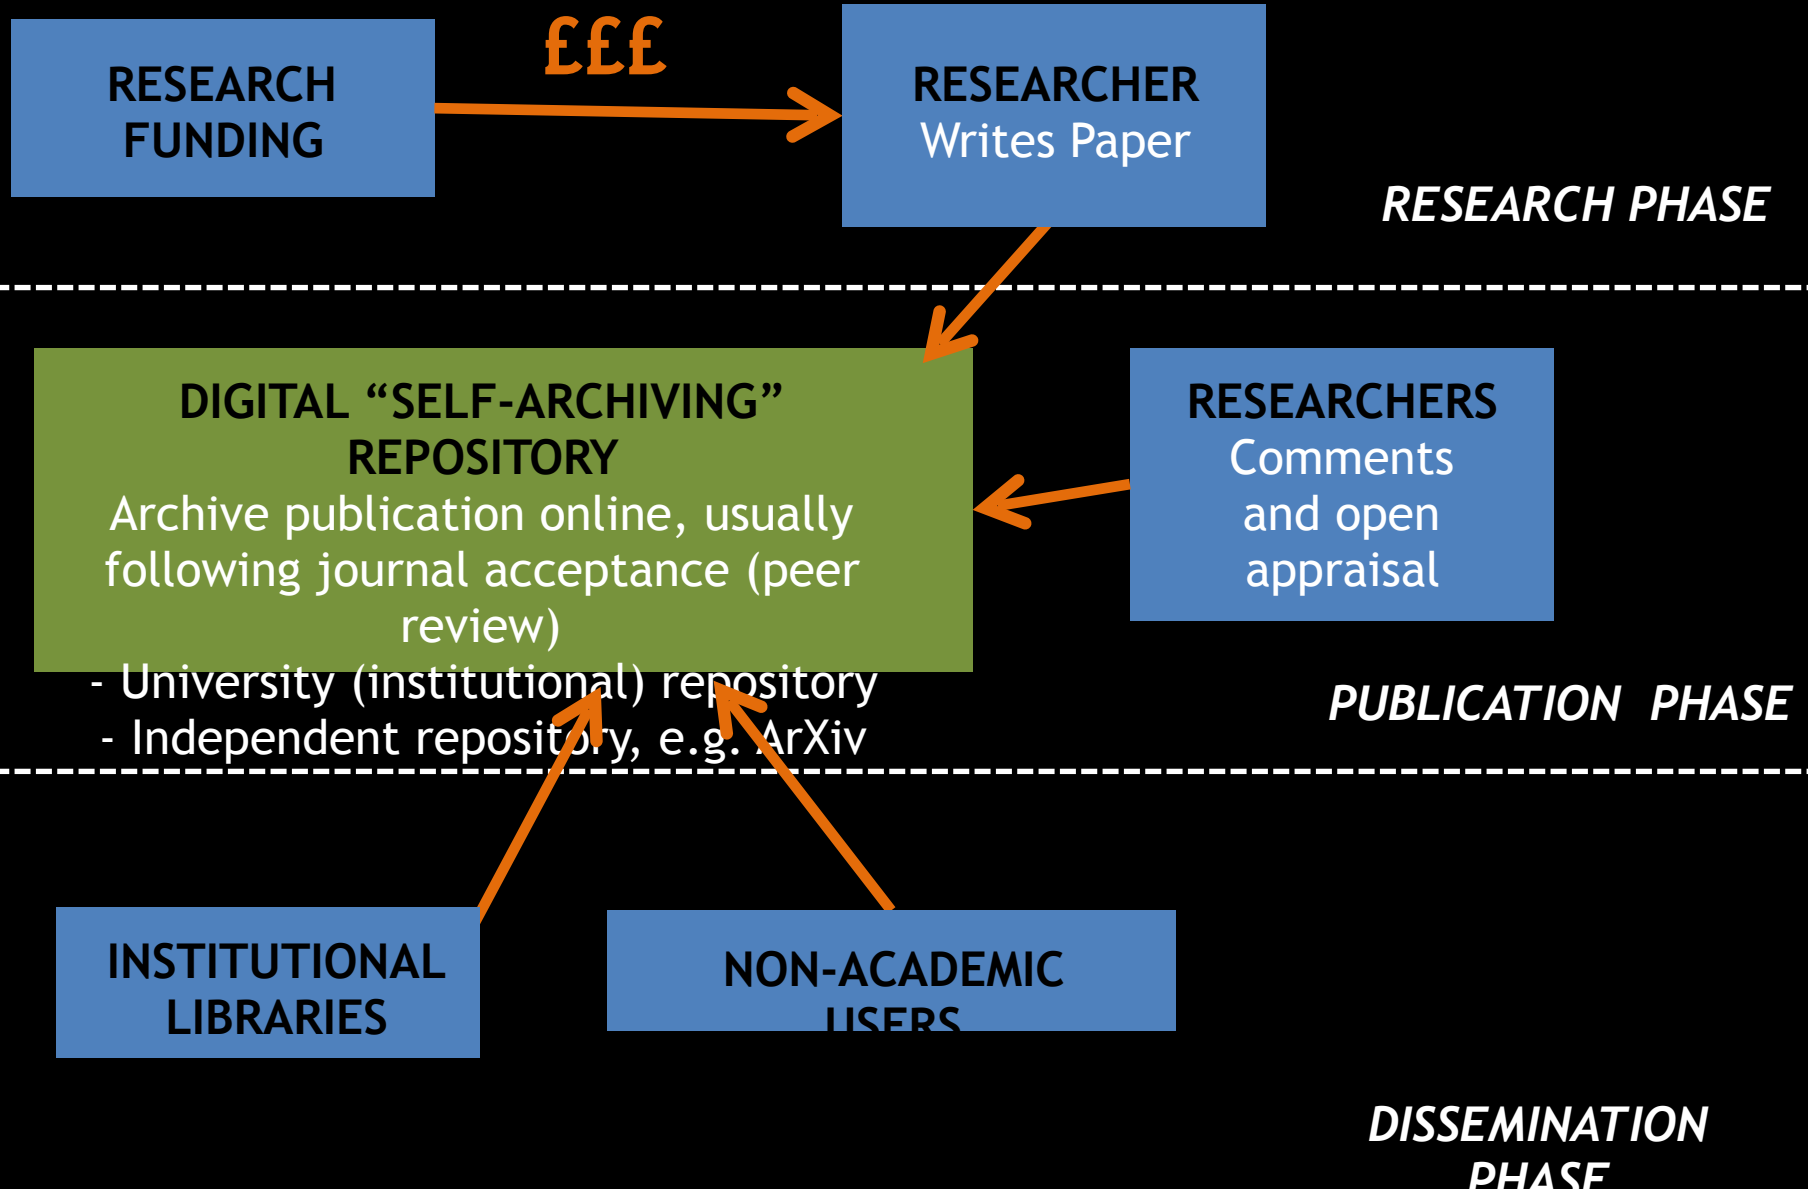 RESEARCH
FUNDING
£££
RESEARCHER
Writes Paper
RESEARCH PHASE
DIGITAL “SELF-ARCHIVING”
REPOSITORY
Archive publication online, usually
following journal acceptance (peer
review)
- University (institutional) repository
- Independent repository, e.g. ArXiv
RESEARCHERS
Comments
and open
appraisal
PUBLICATION PHASE
INSTITUTIONAL
LIBRARIES
NON-ACADEMIC
USERS
DISSEMINATION
PHASE